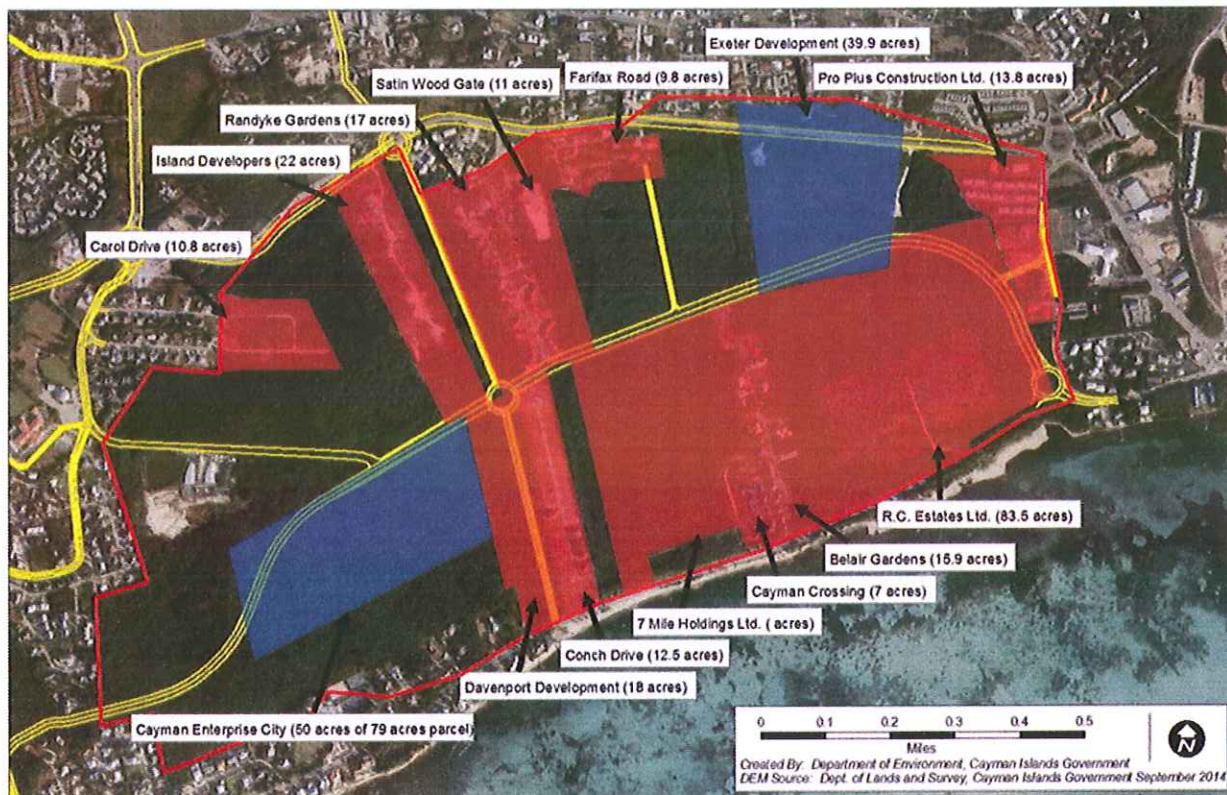 Exeter Development (39.9 acres)
Farifax Road (9.8 acres)
Pro Plus Construction Ltd. (13.8 acres)
Satin Wood Gate (11 acres)
Randyke Gardens (17 acres)
Island Developers (22 acres)
Carol Drive (10.8 acres)
R.C. Estates Ltd. (83.5 acres)
Belair Gardens (15.9 acres)
Cayman Crossing (7 acres)
7 Mile Holdings Ltd. ( acres)
Conch Drive (12.5 acres)
Davenport Development (18 acres)
Cayman Enterprise City (50 acres of 79 acres parcel)
0 0.1 0.2 0.3 0.4 0.5
Miles
N
Created By: Department of Environment, Cayman Islands Government
DEM Source: Dept. of Lands and Survey, Cayman Islands Government September 2014